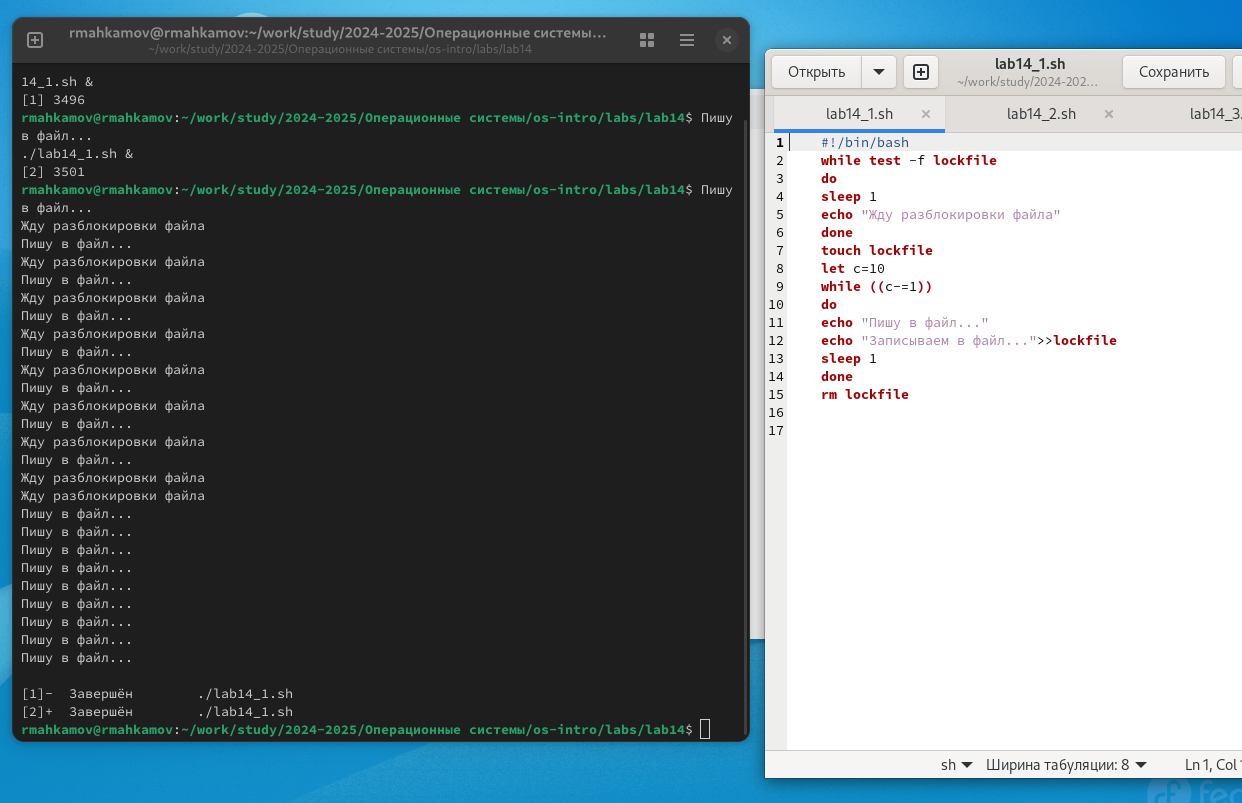 rmahkamov@rmahkamov:~/work/study/2024-2025/Операционные системы…
~/work/study/2024-2025/Операционные системы/os-intro/labs/lab14
14_1.sh &
[1] 3496
rmahkamov@rmahkamov:~/work/study/2024-2025/Операционные системы/os-intro/labs/lab14$ Пишу
в файл...
./lab14_1.sh &
[2] 3501
rmahkamov@rmahkamov:~/work/study/2024-2025/Операционные системы/os-intro/labs/lab14$ Пишу
в файл...
Жду разблокировки файла
Пишу в файл...
Жду разблокировки файла
Пишу в файл...
Жду разблокировки файла
Пишу в файл...
Жду разблокировки файла
Пишу в файл...
Жду разблокировки файла
Пишу в файл...
Жду разблокировки файла
Пишу в файл...
Жду разблокировки файла
Пишу в файл...
Жду разблокировки файла
Жду разблокировки файла
Пишу в файл...
Пишу в файл...
Пишу в файл...
Пишу в файл...
Пишу в файл...
Пишу в файл...
Пишу в файл...
Пишу в файл...
Пишу в файл...
[1]- Завершён ./lab14_1.sh
[2]+ Завершён ./lab14_1.sh
rmahkamov@rmahkamov:~/work/study/2024-2025/Операционные системы/os-intro/labs/lab14$
Открыть lab14_1.sh Сохранить
~/work/study/2024-202…
lab14_1.sh lab14_2.sh lab14_3.
1 #!/bin/bash
2 while test -f lockfile
3 do
4 sleep 1
5 echo "Жду разблокировки файла"
6 done
7 touch lockfile
8 let c=10
9 while ((c-=1))
10 do
11 echo "Пишу в файл..."
12 echo "Записываем в файл...">>lockfile
13 sleep 1
14 done
15 rm lockfile
16
17
sh Ширина табуляции: 8 Ln 1, Col